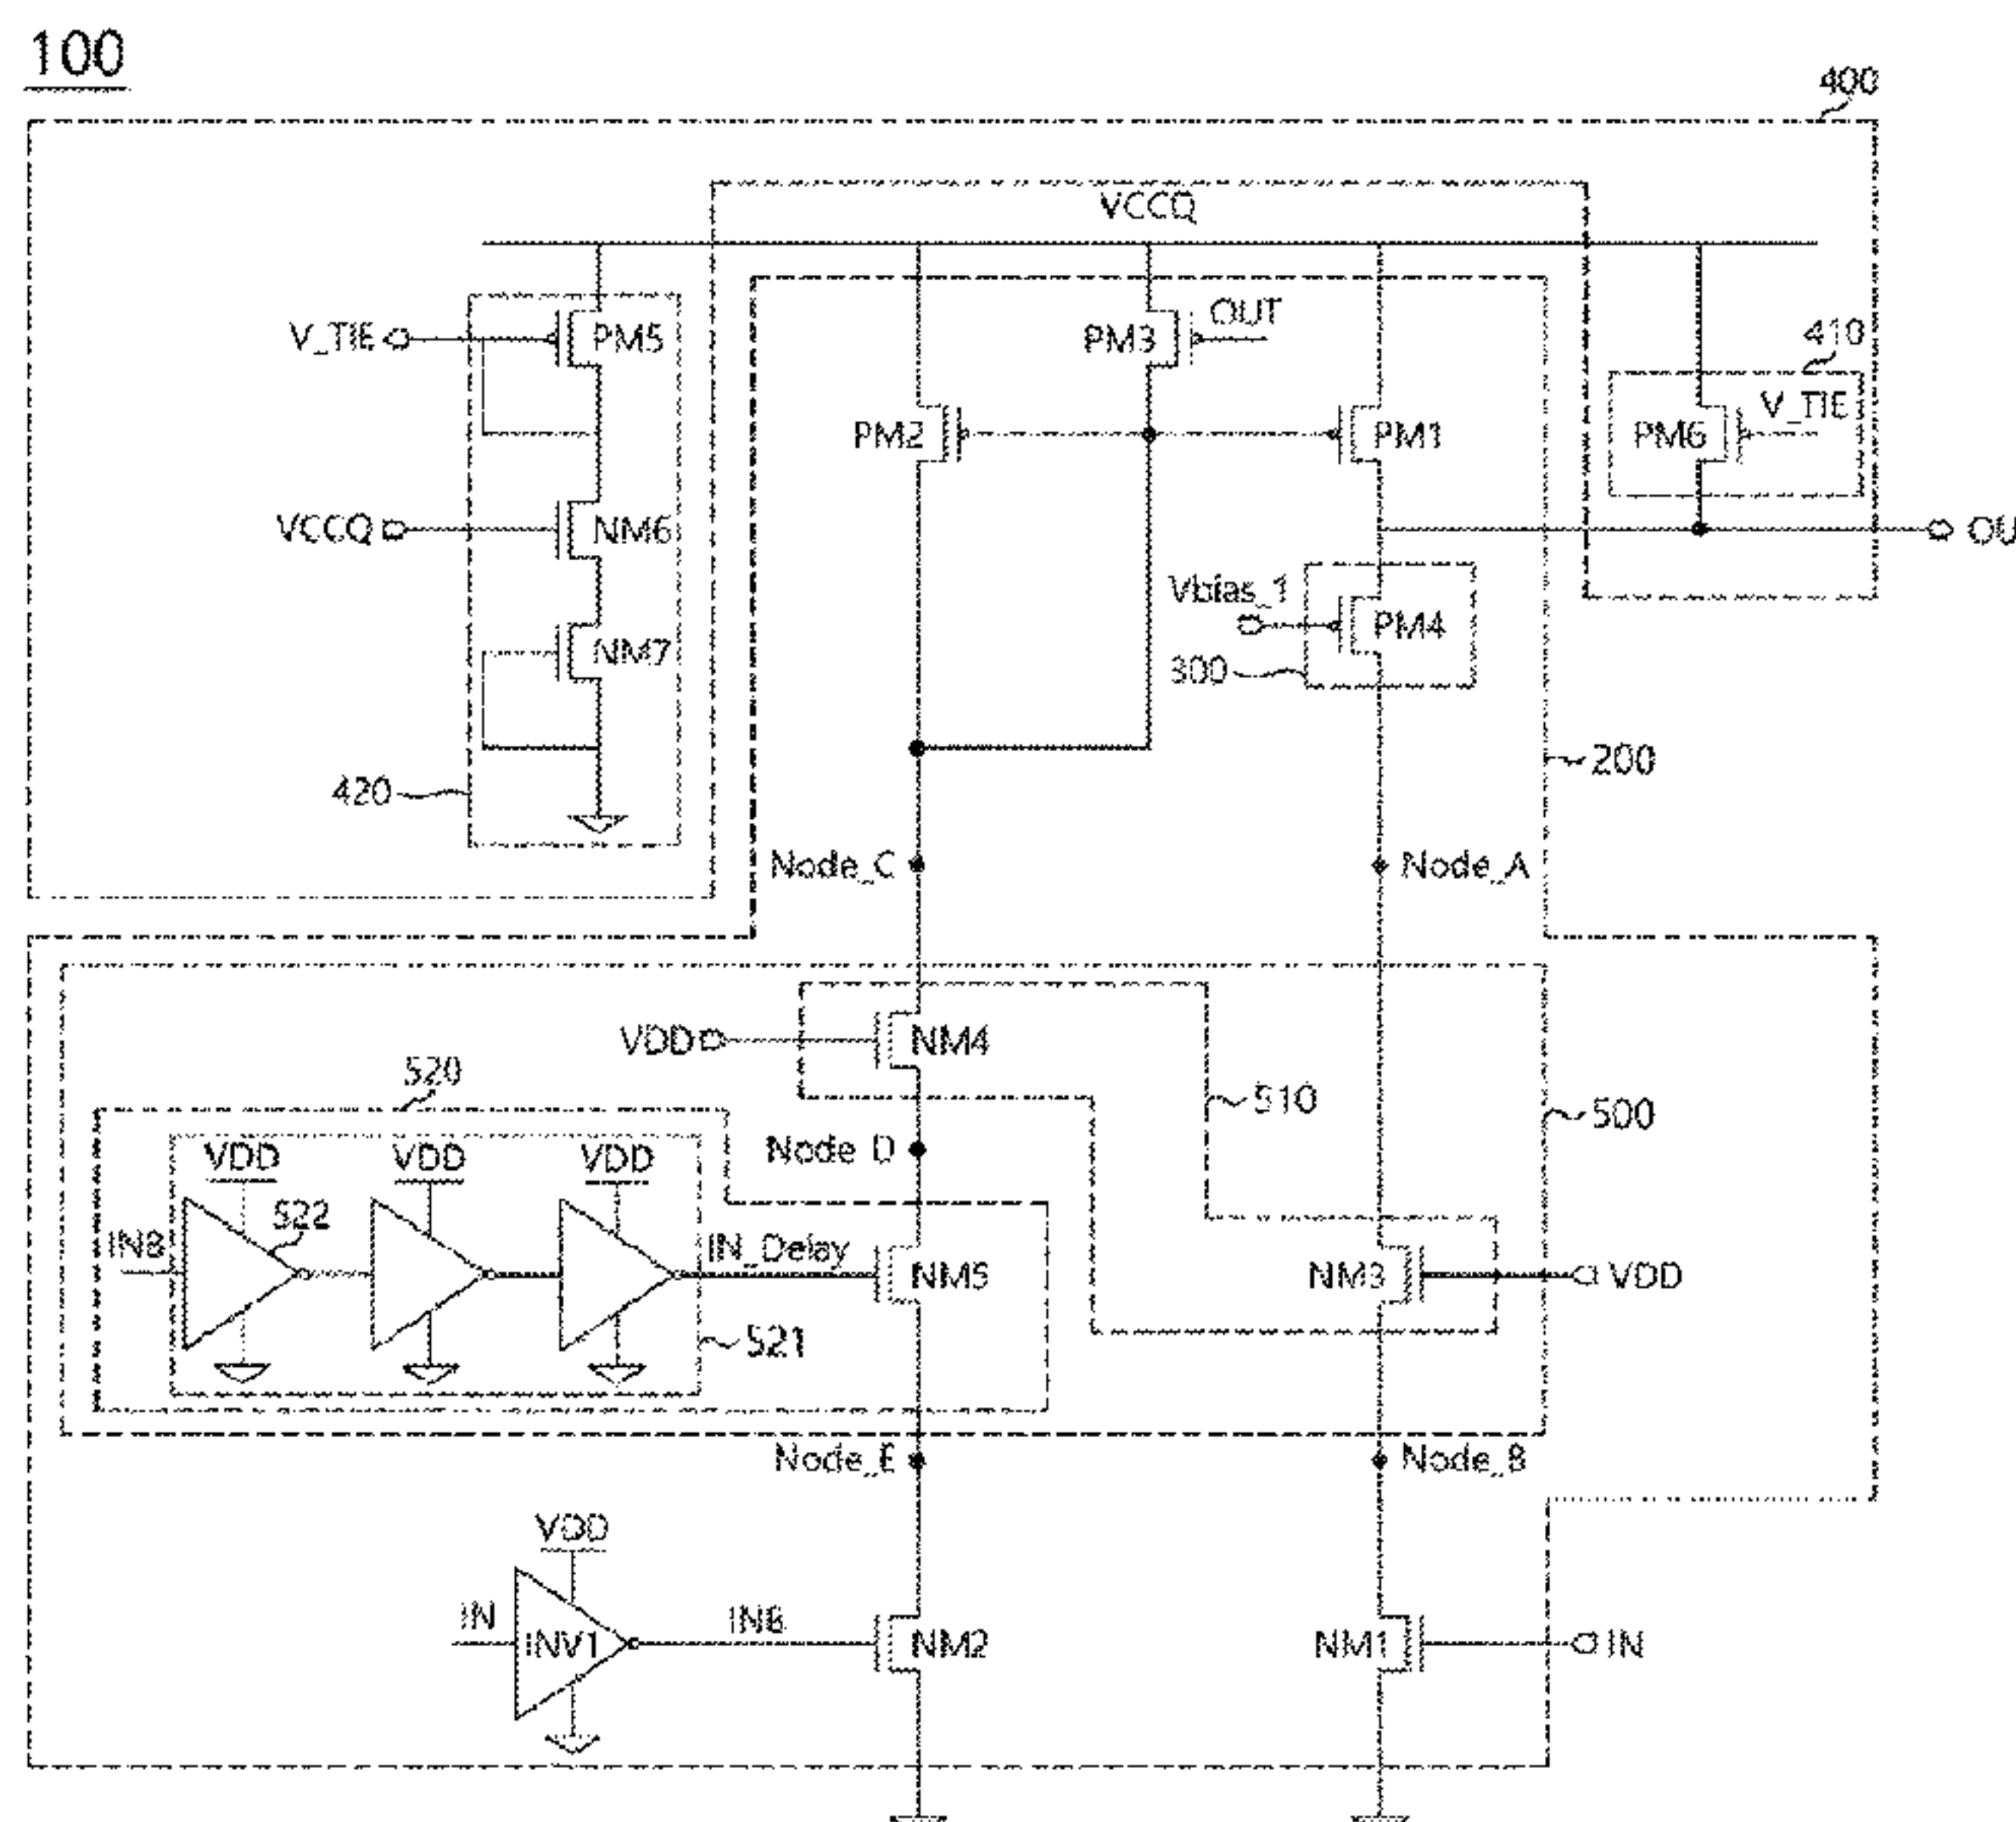 100
400
VCCQ
V_TIE
PM5
PM3
OUT
410
V_TIE
PM2
PM1
PM6
VCCQ
NM6
OU
Vbias_1
PM4
NM7
300
200
420
Node_C
Node_A
VDD
NM4
520
510
500
VDD
VDD
VDD
Node D
522
INB
IN_Delay
NM5
NM3
VDD
521
Node_E
Node_B
VDD
IN
INV1
INB
NM2
NM1
IN